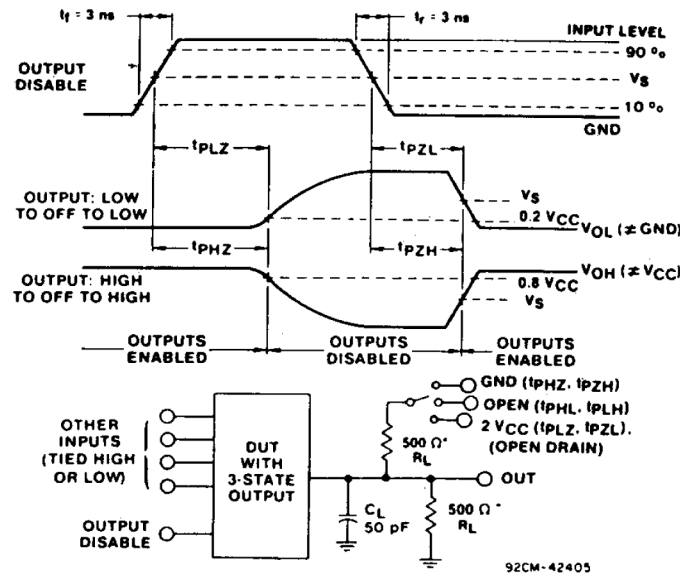 tf = 3 ns
tr = 3 ns
INPUT LEVEL
90 %
OUTPUT
DISABLE
VS
10 %
GND
tPLZ
tPZL
OUTPUT: LOW
TO OFF TO LOW
VS
0.2 VCC
VOL (≠ GND)
tPHZ
tPZH
OUTPUT: HIGH
TO OFF TO HIGH
VOH (≠ VCC)
0.8 VCC
VS
OUTPUTS
ENABLED
OUTPUTS
DISABLED
OUTPUTS
ENABLED
GND (tPHZ, tPZH)
OPEN (tPHL, tPLH)
2 VCC (tPLZ, tPZL),
(OPEN DRAIN)
OTHER
INPUTS
(TIED HIGH
OR LOW)
DUT
WITH
3-STATE
OUTPUT
500 Ω*
RL
OUT
OUTPUT
DISABLE
CL
50 pF
500 Ω*
RL
92CM-42405